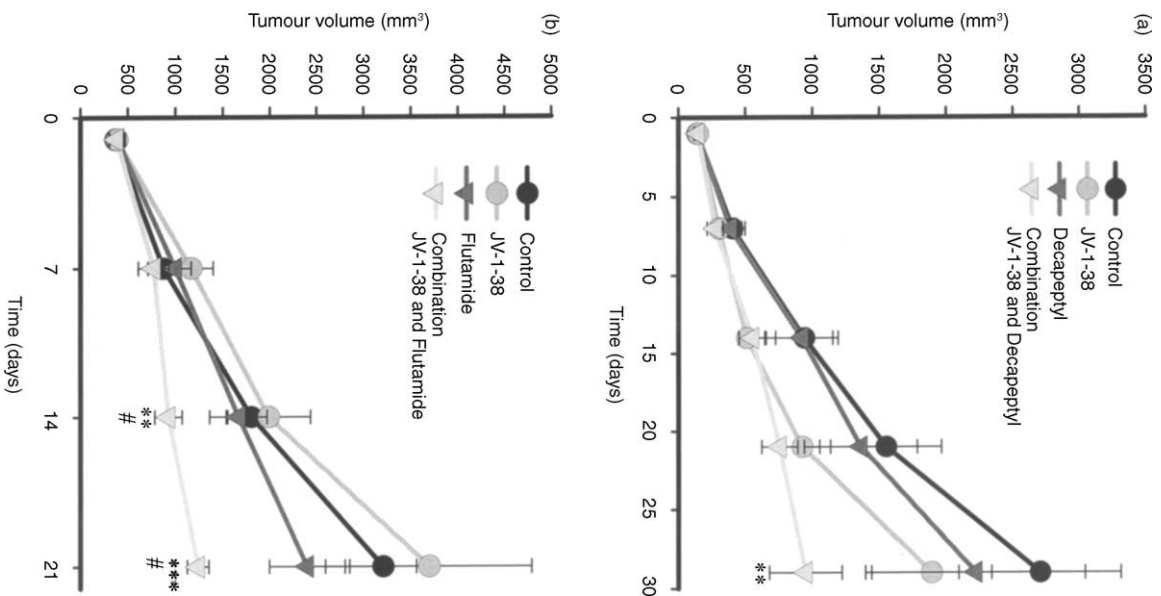 (a)
Tumour volume (mm³)
3500
3000
2500
2000
1500
1000
500
0
Control
JV-1-38
Decapeptyl
Combination
JV-1-38 and Decapeptyl
**
0
5
10
15
20
25
30
Time (days)
(b)
Tumour volume (mm³)
5000
4500
4000
3500
3000
2500
2000
1500
1000
500
0
Control
JV-1-38
Flutamide
Combination
JV-1-38 and Flutamide
**
#
***
#
0
7
14
21
Time (days)